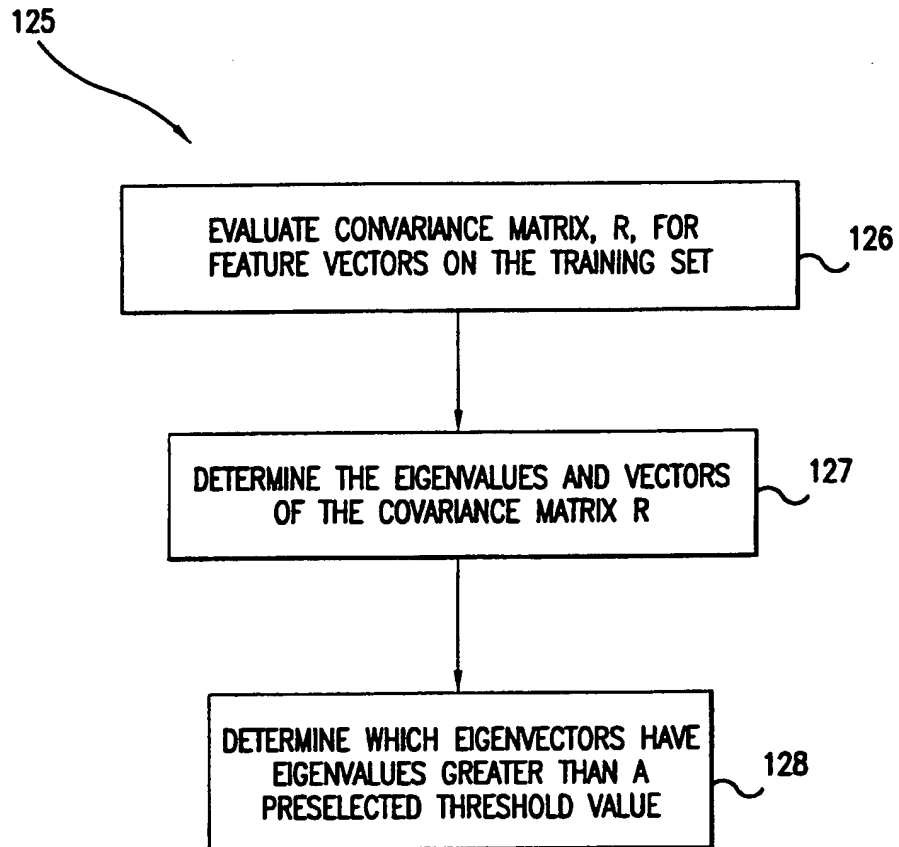 125
EVALUATE CONVARIANCE MATRIX, R, FOR
FEATURE VECTORS ON THE TRAINING SET
126
DETERMINE THE EIGENVALUES AND VECTORS
OF THE COVARIANCE MATRIX R
127
DETERMINE WHICH EIGENVECTORS HAVE
EIGENVALUES GREATER THAN A
PRESELECTED THRESHOLD VALUE
128